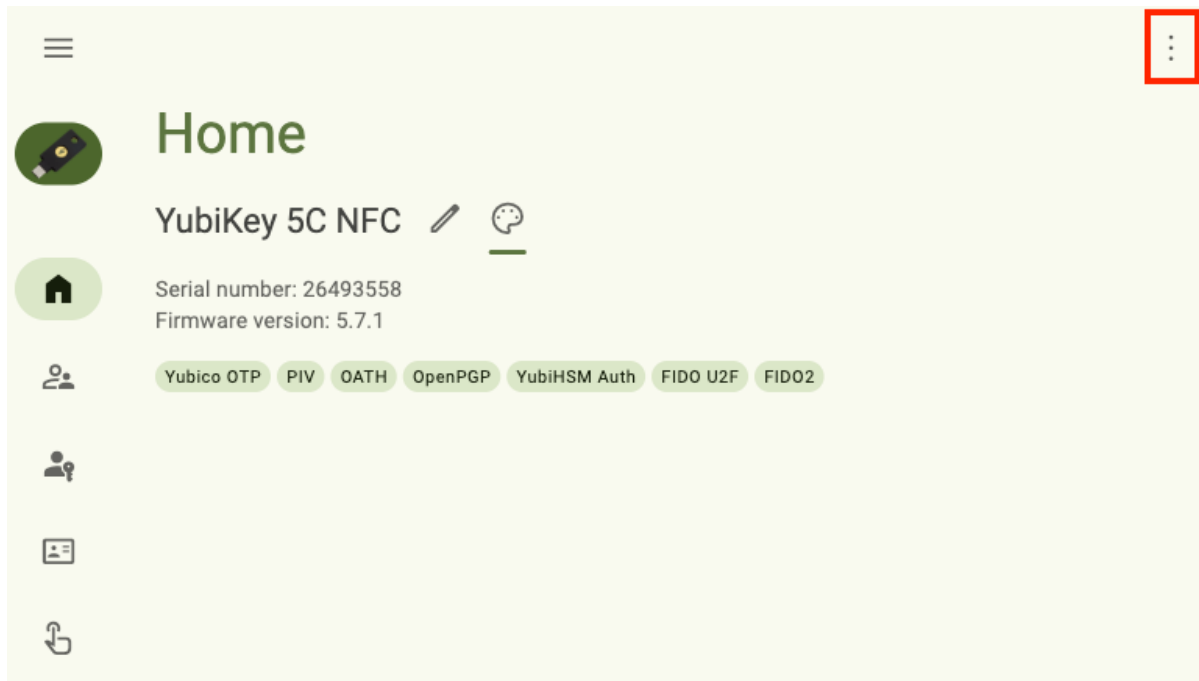 Home
YubiKey 5C NFC
Serial number: 26493558
Firmware version: 5.7.1
Yubico OTP PIV OATH OpenPGP YubiHSM Auth FIDO U2F FIDO2